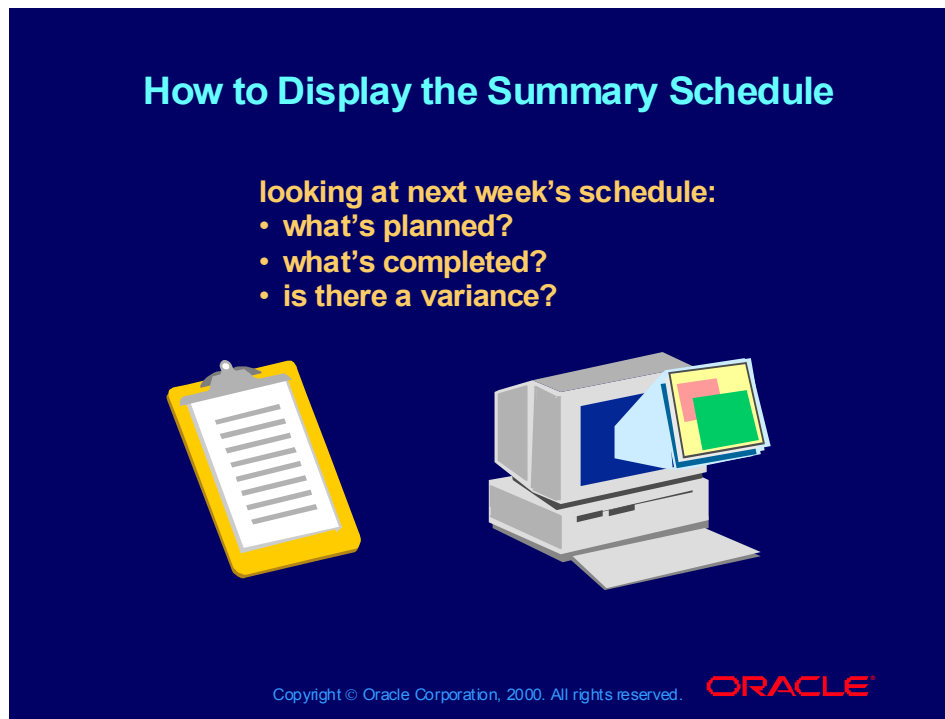 How to Display the Summary Schedule
looking at next week’s schedule:
• what’s planned?
• what’s completed?
• is there a variance?
Copyright © Oracle Corporation, 2000. All rights reserved.
ORACLE®